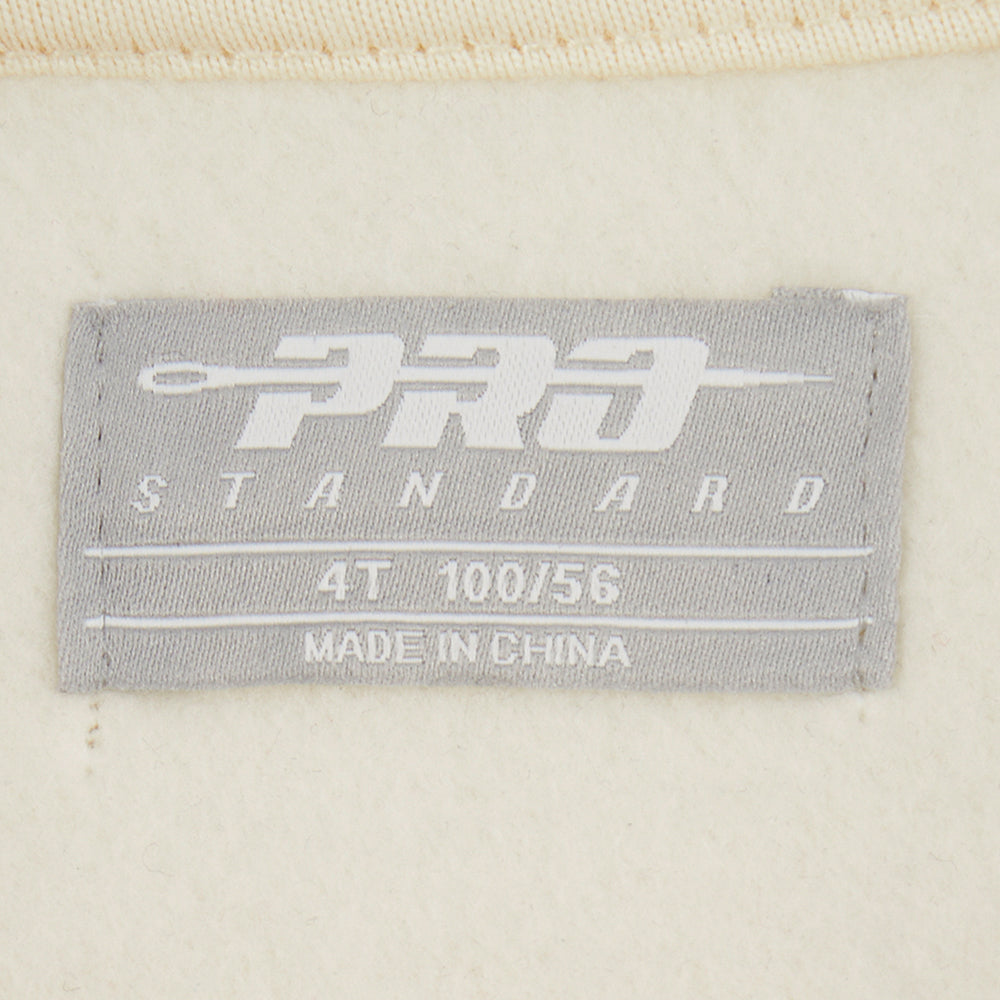 PRO
STANDARD
4T 100/56
MADE IN CHINA